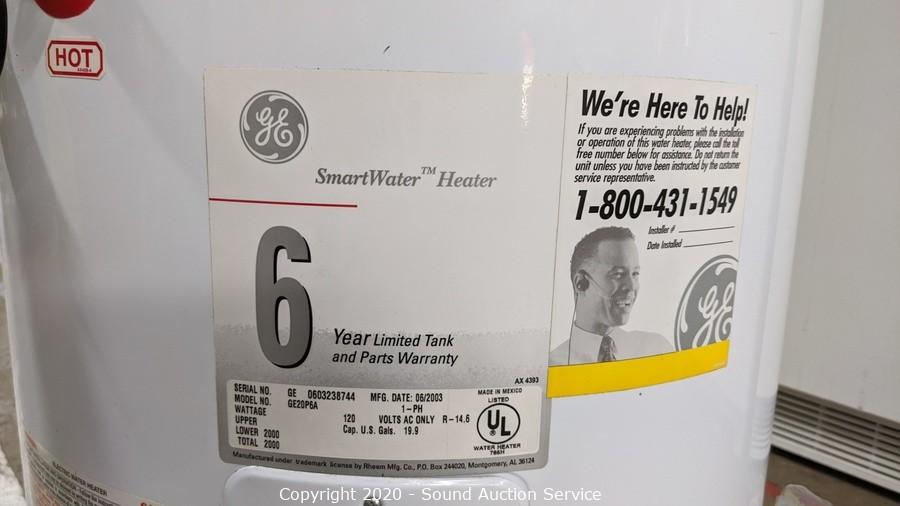 HOT
GE
SmartWater™ Heater
6
Year Limited Tank
and Parts Warranty
AX 4393
SERIAL NO. GE 0603238744 MFG. DATE: 06/2003
MODEL NO. GE20P6A 1-PH
WATTAGE 120 VOLTS AC ONLY R-14.6
UPPER Cap. U.S. Gals. 19.9
LOWER 2000
TOTAL 2000
MADE IN MEXICO
LISTED
UL
WATER HEATER
766H
Manufactured under trademark license by Rheem Mfg. Co., P.O. Box 244020, Montgomery, AL 36124
We're Here To Help!
If you are experiencing problems with the installation
or operation of this water heater, please call the toll
free number below for assistance. Do not return the
unit unless you have been instructed by the customer
service representative.
1-800-431-1549
Installer #
Date Installed
GE
ELECTRIC WATER HEATER
Copyright 2020 - Sound Auction Service